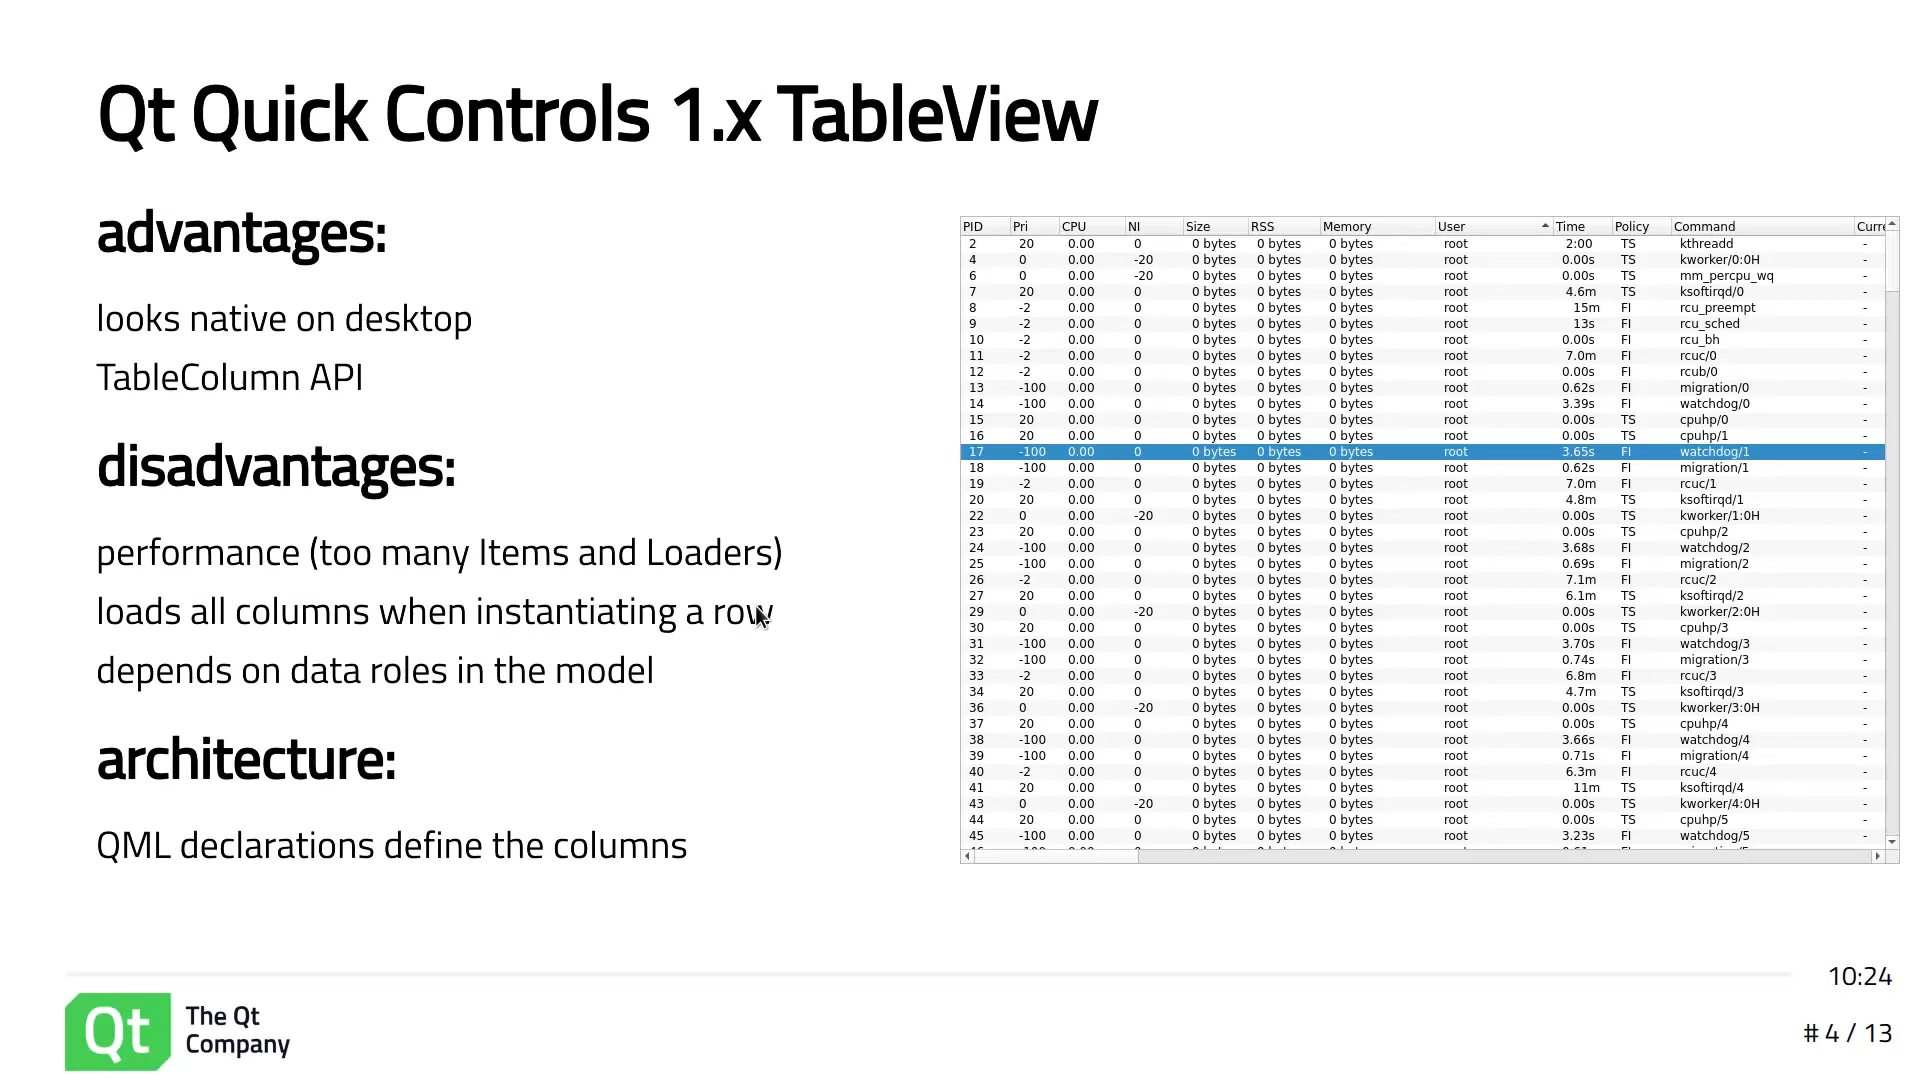 Qt Quick Controls 1.x TableView
advantages:
looks native on desktop
TableColumn API
disadvantages:
performance (too many Items and Loaders)
loads all columns when instantiating a row
depends on data roles in the model
architecture:
QML declarations define the columns
PID Pri CPU NI Size RSS Memory User Time Policy Command Curre
2 20 0.00 0 0 bytes 0 bytes 0 bytes root 2:00 TS kthreadd -
4 0 0.00 -20 0 bytes 0 bytes 0 bytes root 0.00s TS kworker/0:0H -
6 0 0.00 -20 0 bytes 0 bytes 0 bytes root 0.00s TS mm_percpu_wq -
7 20 0.00 0 0 bytes 0 bytes 0 bytes root 4.6m TS ksoftirqd/0 -
8 -2 0.00 0 0 bytes 0 bytes 0 bytes root 15m FI rcu_preempt -
9 -2 0.00 0 0 bytes 0 bytes 0 bytes root 13s FI rcu_sched -
10 -2 0.00 0 0 bytes 0 bytes 0 bytes root 0.00s FI rcu_bh -
11 -2 0.00 0 0 bytes 0 bytes 0 bytes root 7.0m FI rcuc/0 -
12 -2 0.00 0 0 bytes 0 bytes 0 bytes root 0.00s FI rcub/0 -
13 -100 0.00 0 0 bytes 0 bytes 0 bytes root 0.62s FI migration/0 -
14 -100 0.00 0 0 bytes 0 bytes 0 bytes root 3.39s FI watchdog/0 -
15 20 0.00 0 0 bytes 0 bytes 0 bytes root 0.00s TS cpuhp/0 -
16 20 0.00 0 0 bytes 0 bytes 0 bytes root 0.00s TS cpuhp/1 -
17 -100 0.00 0 0 bytes 0 bytes 0 bytes root 3.65s FI watchdog/1 -
18 -100 0.00 0 0 bytes 0 bytes 0 bytes root 0.62s FI migration/1 -
19 -2 0.00 0 0 bytes 0 bytes 0 bytes root 7.0m FI rcuc/1 -
20 20 0.00 0 0 bytes 0 bytes 0 bytes root 4.8m TS ksoftirqd/1 -
22 0 0.00 -20 0 bytes 0 bytes 0 bytes root 0.00s TS kworker/1:0H -
23 20 0.00 0 0 bytes 0 bytes 0 bytes root 0.00s TS cpuhp/2 -
24 -100 0.00 0 0 bytes 0 bytes 0 bytes root 3.68s FI watchdog/2 -
25 -100 0.00 0 0 bytes 0 bytes 0 bytes root 0.69s FI migration/2 -
26 -2 0.00 0 0 bytes 0 bytes 0 bytes root 7.1m FI rcuc/2 -
27 20 0.00 0 0 bytes 0 bytes 0 bytes root 6.1m TS ksoftirqd/2 -
29 0 0.00 -20 0 bytes 0 bytes 0 bytes root 0.00s TS kworker/2:0H -
30 20 0.00 0 0 bytes 0 bytes 0 bytes root 0.00s TS cpuhp/3 -
31 -100 0.00 0 0 bytes 0 bytes 0 bytes root 3.70s FI watchdog/3 -
32 -100 0.00 0 0 bytes 0 bytes 0 bytes root 0.74s FI migration/3 -
33 -2 0.00 0 0 bytes 0 bytes 0 bytes root 6.8m FI rcuc/3 -
34 20 0.00 0 0 bytes 0 bytes 0 bytes root 4.7m TS ksoftirqd/3 -
36 0 0.00 -20 0 bytes 0 bytes 0 bytes root 0.00s TS kworker/3:0H -
37 20 0.00 0 0 bytes 0 bytes 0 bytes root 0.00s TS cpuhp/4 -
38 -100 0.00 0 0 bytes 0 bytes 0 bytes root 3.66s FI watchdog/4 -
39 -100 0.00 0 0 bytes 0 bytes 0 bytes root 0.71s FI migration/4 -
40 -2 0.00 0 0 bytes 0 bytes 0 bytes root 6.3m FI rcuc/4 -
41 20 0.00 0 0 bytes 0 bytes 0 bytes root 11m TS ksoftirqd/4 -
43 0 0.00 -20 0 bytes 0 bytes 0 bytes root 0.00s TS kworker/4:0H -
44 20 0.00 0 0 bytes 0 bytes 0 bytes root 0.00s TS cpuhp/5 -
45 -100 0.00 0 0 bytes 0 bytes 0 bytes root 3.23s FI watchdog/5 -
10:24
Qt The Qt
Company
# 4 / 13